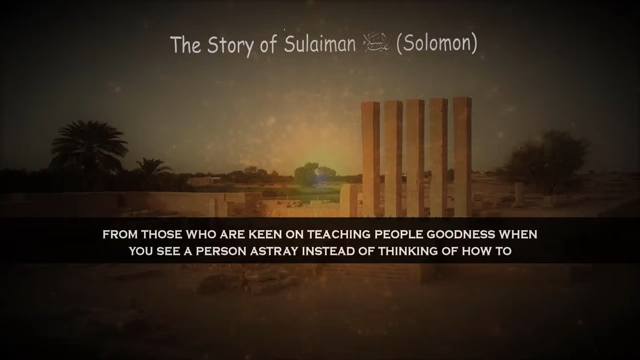 The Story of Sulaiman (Solomon)
FROM THOSE WHO ARE KEEN ON TEACHING PEOPLE GOODNESS WHEN
YOU SEE A PERSON ASTRAY INSTEAD OF THINKING OF HOW TO